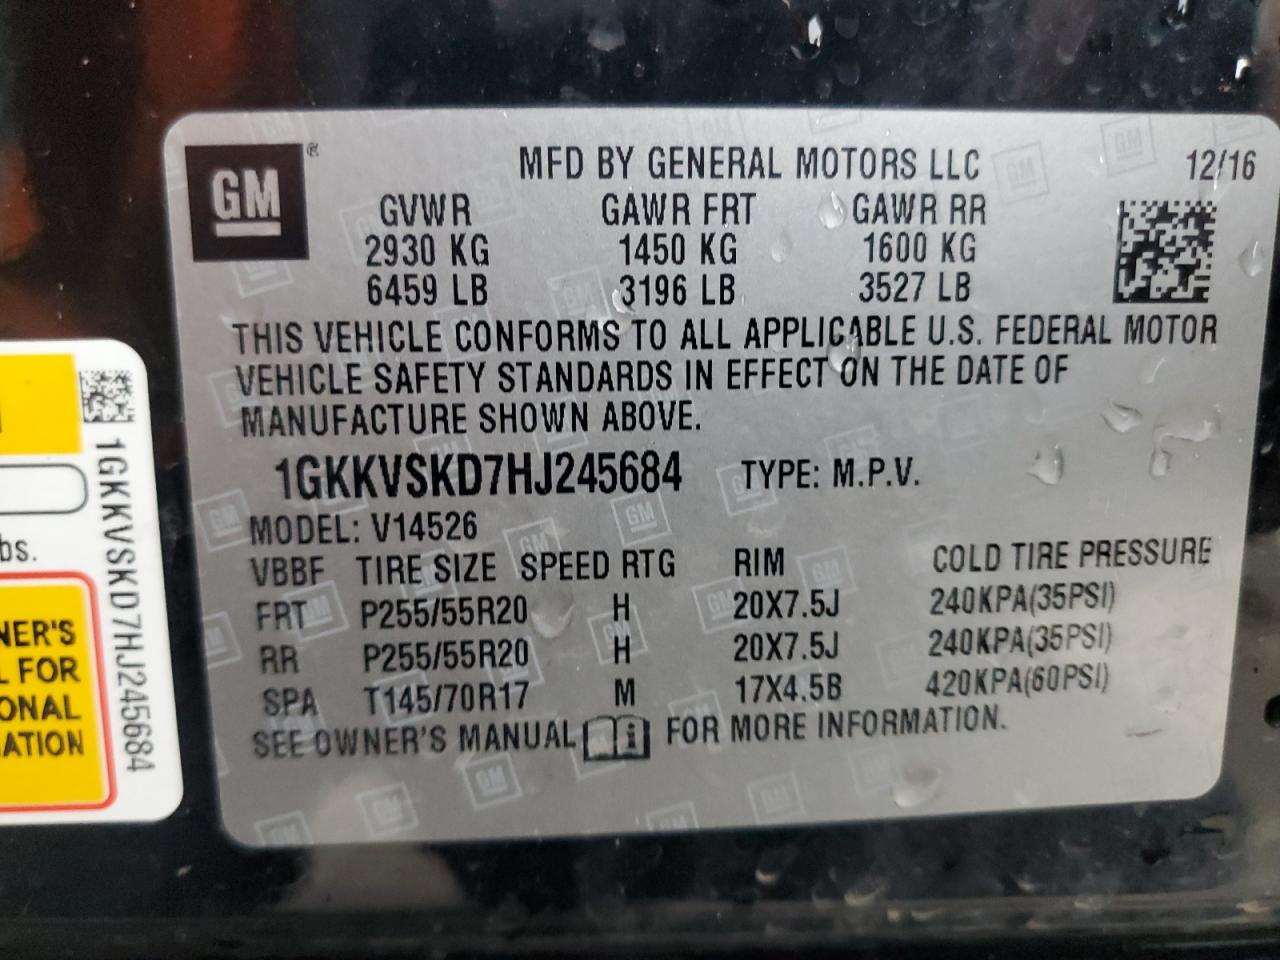 GM ®
MFD BY GENERAL MOTORS LLC 12/16
GVWR GAWR FRT GAWR RR
2930 KG 1450 KG 1600 KG
6459 LB 3196 LB 3527 LB
THIS VEHICLE CONFORMS TO ALL APPLICABLE U.S. FEDERAL MOTOR
VEHICLE SAFETY STANDARDS IN EFFECT ON THE DATE OF
MANUFACTURE SHOWN ABOVE.
1GKKVSKD7HJ245684 TYPE: M.P.V.
MODEL: V14526
VBBF TIRE SIZE SPEED RTG RIM COLD TIRE PRESSURE
FRT P255/55R20 H 20X7.5J 240KPA(35PSI)
RR P255/55R20 H 20X7.5J 240KPA(35PSI)
SPA T145/70R17 M 17X4.5B 420KPA(60PSI)
SEE OWNER'S MANUAL FOR MORE INFORMATION.
1GKKVSKD7HJ245684
bs.
NER'S
L FOR
ONAL
ATION